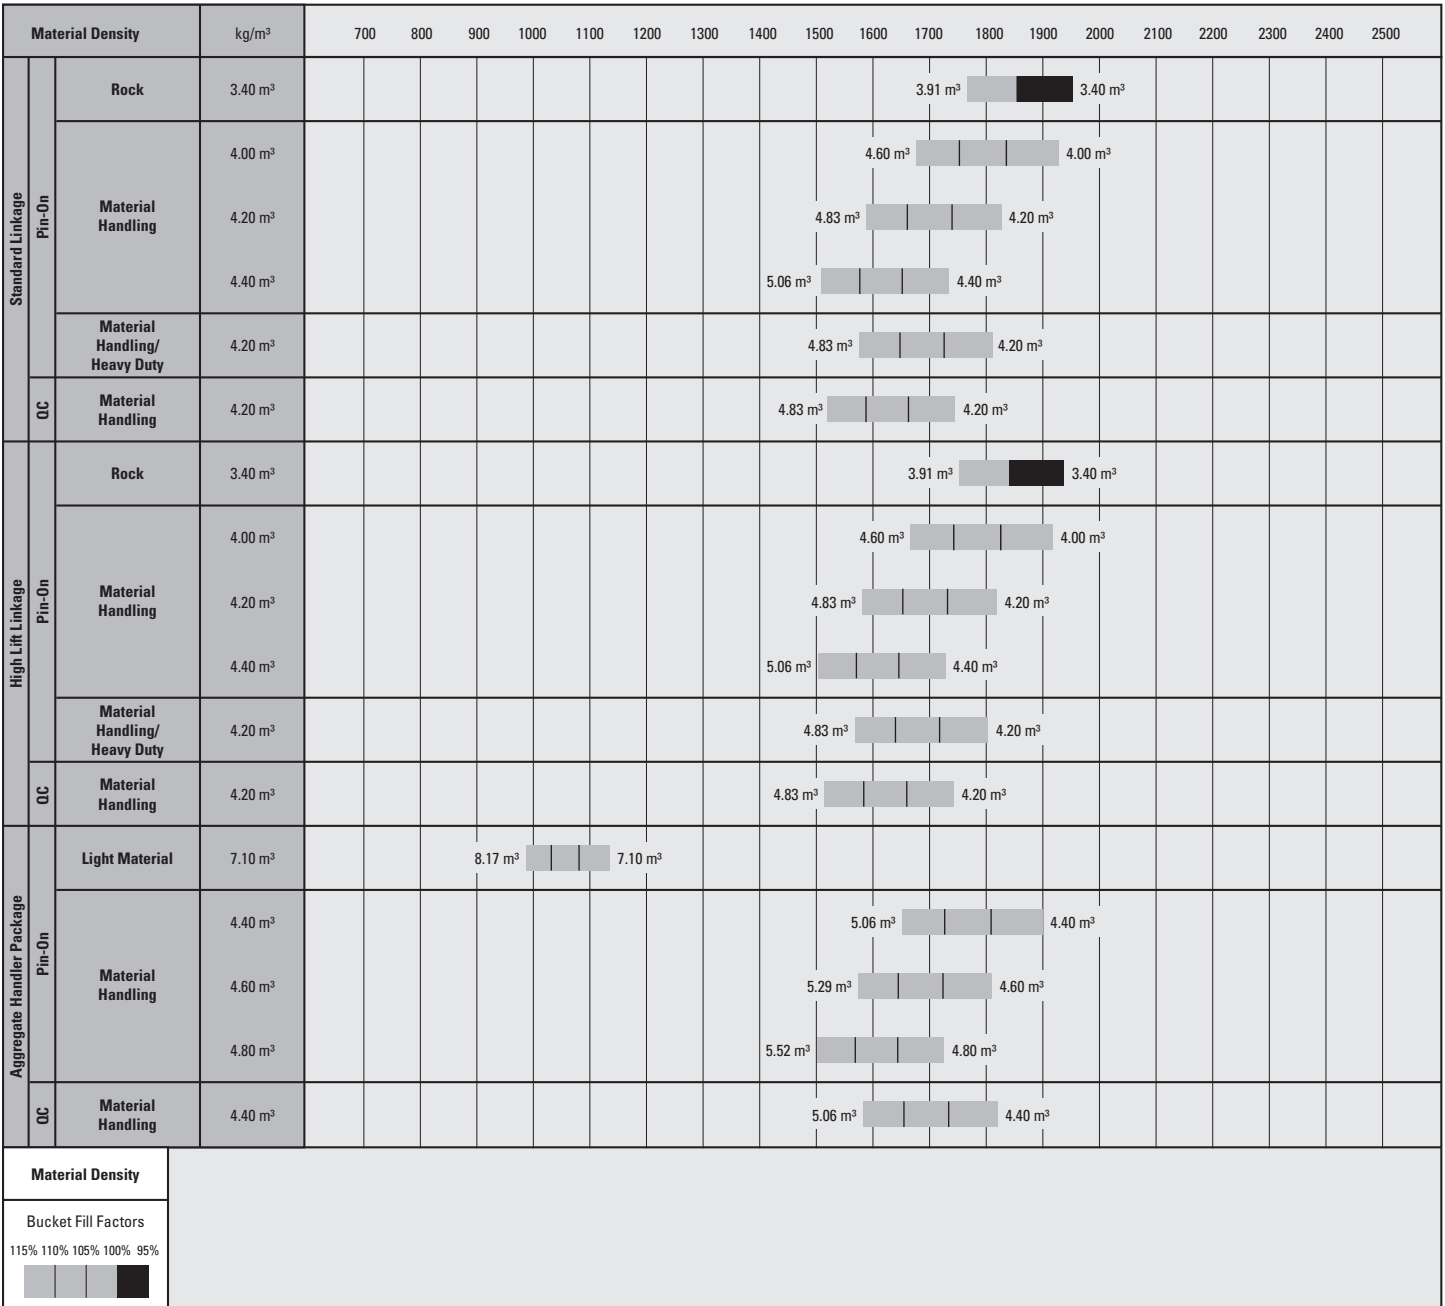 Material Density kg/m³ 700 800 900 1000 1100 1200 1300 1400 1500 1600 1700 1800 1900 2000 2100 2200 2300 2400 2500
Standard Linkage
Pin-On
Rock 3.40 m³ 3.91 m³ 3.40 m³
Material
Handling
4.00 m³ 4.60 m³ 4.00 m³
4.20 m³ 4.83 m³ 4.20 m³
4.40 m³ 5.06 m³ 4.40 m³
Material
Handling/
Heavy Duty
4.20 m³ 4.83 m³ 4.20 m³
QC
Material
Handling
4.20 m³ 4.83 m³ 4.20 m³
High Lift Linkage
Pin-On
Rock 3.40 m³ 3.91 m³ 3.40 m³
Material
Handling
4.00 m³ 4.60 m³ 4.00 m³
4.20 m³ 4.83 m³ 4.20 m³
4.40 m³ 5.06 m³ 4.40 m³
Material
Handling/
Heavy Duty
4.20 m³ 4.83 m³ 4.20 m³
QC
Material
Handling
4.20 m³ 4.83 m³ 4.20 m³
Aggregate Handler Package
Pin-On
Light Material 7.10 m³ 8.17 m³ 7.10 m³
Material
Handling
4.40 m³ 5.06 m³ 4.40 m³
4.60 m³ 5.29 m³ 4.60 m³
4.80 m³ 5.52 m³ 4.80 m³
QC
Material
Handling
4.40 m³ 5.06 m³ 4.40 m³
Material Density
Bucket Fill Factors
115% 110% 105% 100% 95%